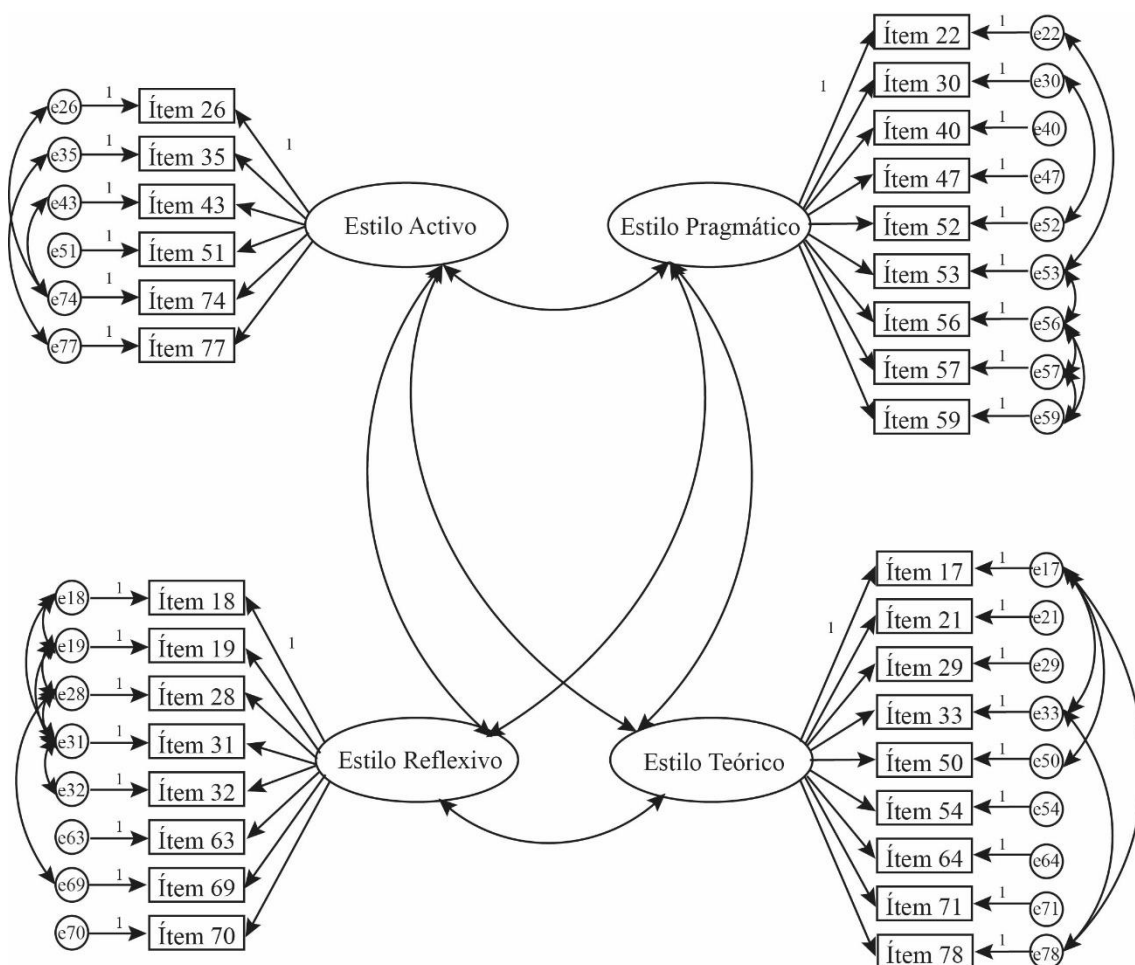 e26 1 Ítem 26
e35 1 Ítem 35
e43 1 Ítem 43
e51 1 Ítem 51
e74 1 Ítem 74
e77 1 Ítem 77
1
Estilo Activo
Ítem 22 1 e22
Ítem 30 1 e30
Ítem 40 1 e40
Ítem 47 1 e47
Ítem 52 1 e52
Ítem 53 1 e53
Ítem 56 1 e56
Ítem 57 1 e57
Ítem 59 1 e59
1
Estilo Pragmático
e18 1 Ítem 18
e19 1 Ítem 19
e28 1 Ítem 28
e31 1 Ítem 31
e32 1 Ítem 32
e63 1 Ítem 63
e69 1 Ítem 69
e70 1 Ítem 70
1
Estilo Reflexivo
Ítem 17 1 e17
Ítem 21 1 e21
Ítem 29 1 e29
Ítem 33 1 e33
Ítem 50 1 e50
Ítem 54 1 e54
Ítem 64 1 e64
Ítem 71 1 e71
Ítem 78 1 e78
1
Estilo Teórico